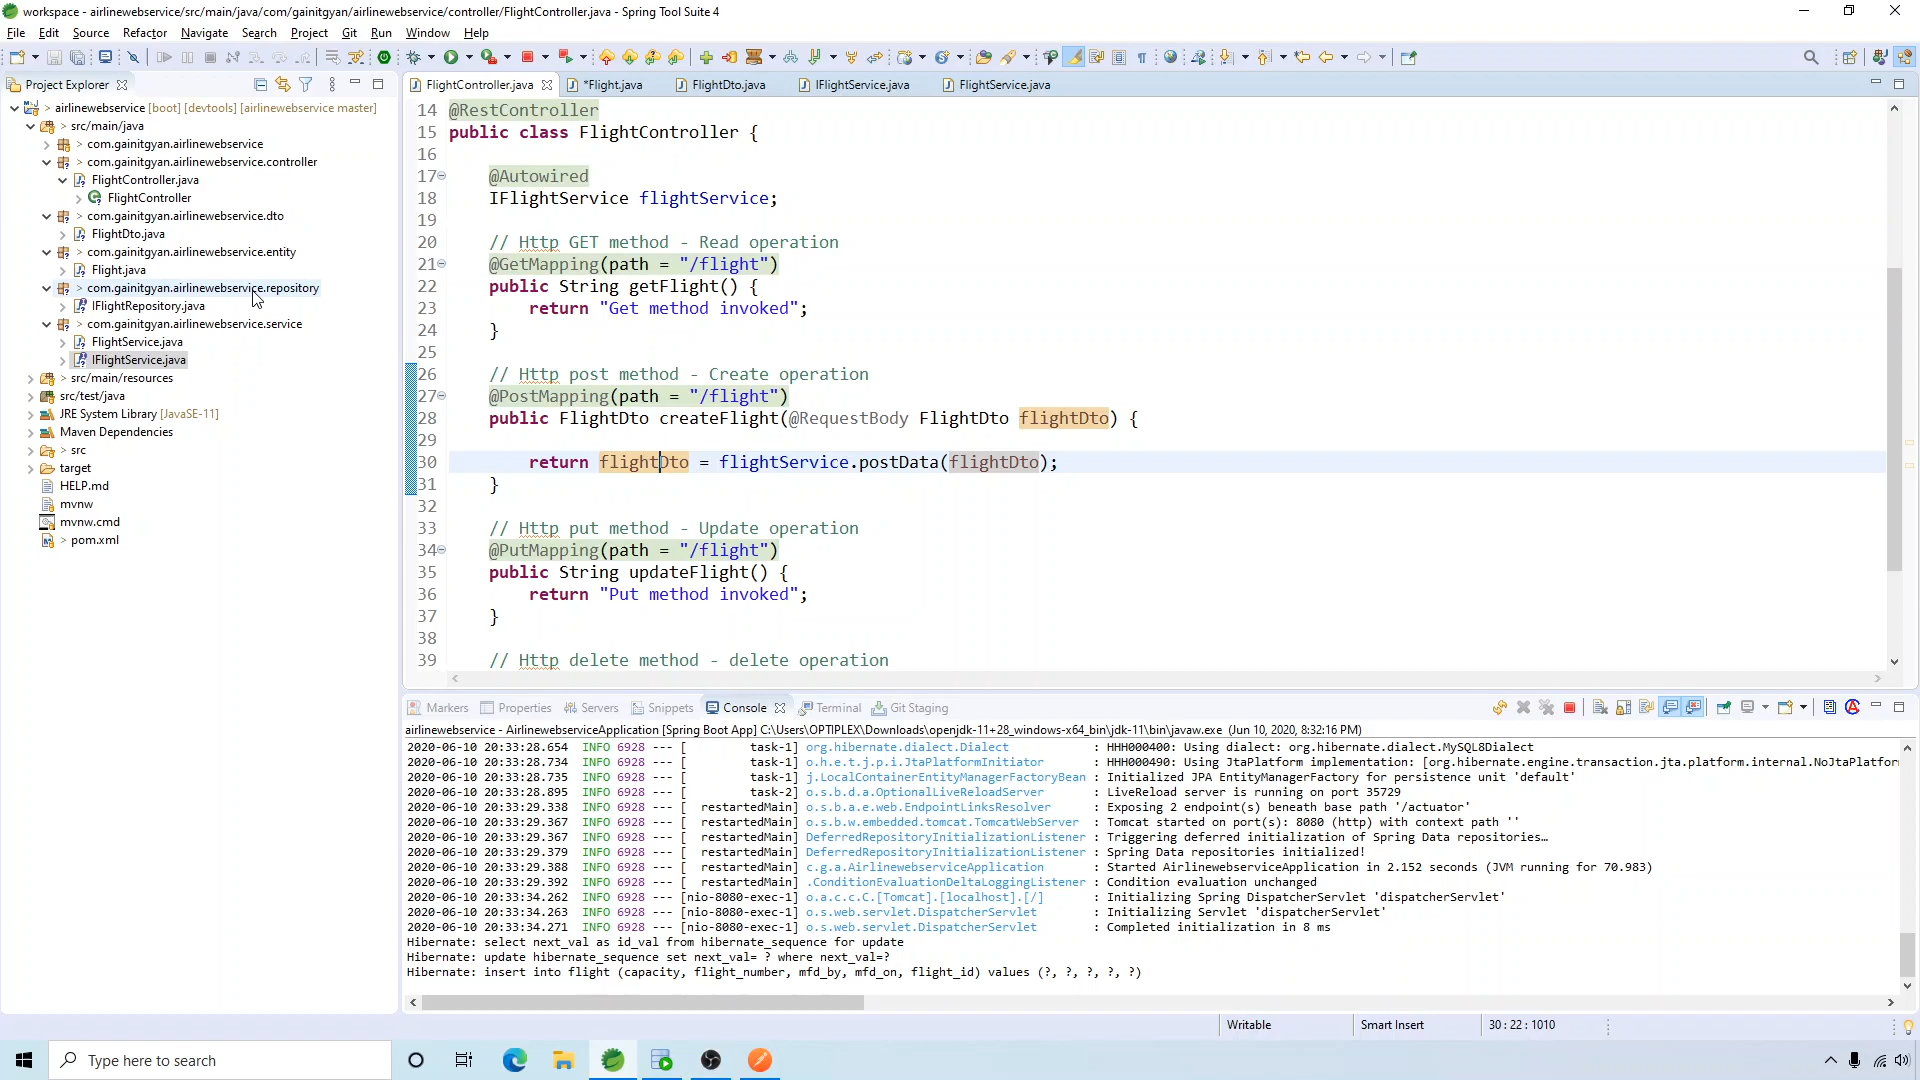 workspace - airlinewebservice/src/main/java/com/gainitgyan/airlinewebservice/controller/FlightController.java - Spring Tool Suite 4
File Edit Source Refactor Navigate Search Project Git Run Window Help
Project Explorer
FlightController.java *Flight.java FlightDto.java IFlightService.java FlightService.java
airlinewebservice [boot] [devtools] [airlinewebservice master]
> src/main/java
> com.gainitgyan.airlinewebservice
> com.gainitgyan.airlinewebservice.controller
FlightController.java
FlightController
> com.gainitgyan.airlinewebservice.dto
FlightDto.java
> com.gainitgyan.airlinewebservice.entity
Flight.java
> com.gainitgyan.airlinewebservice.repository
IFlightRepository.java
> com.gainitgyan.airlinewebservice.service
FlightService.java
IFlightService.java
> src/main/resources
src/test/java
JRE System Library [JavaSE-11]
Maven Dependencies
> src
target
HELP.md
mvnw
mvnw.cmd
> pom.xml
14 @RestController
15 public class FlightController {
16
17 @Autowired
18 IFlightService flightService;
19
20 // Http GET method - Read operation
21 @GetMapping(path = "/flight")
22 public String getFlight() {
23 return "Get method invoked";
24 }
25
26 // Http post method - Create operation
27 @PostMapping(path = "/flight")
28 public FlightDto createFlight(@RequestBody FlightDto flightDto) {
29
30 return flightDto = flightService.postData(flightDto);
31 }
32
33 // Http put method - Update operation
34 @PutMapping(path = "/flight")
35 public String updateFlight() {
36 return "Put method invoked";
37 }
38
39 // Http delete method - delete operation
Markers Properties Servers Snippets Console Terminal Git Staging
airlinewebservice - AirlinewebserviceApplication [Spring Boot App] C:\Users\OPTIPLEX\Downloads\openjdk-11+28_windows-x64_bin\jdk-11\bin\javaw.exe (Jun 10, 2020, 8:32:16 PM)
2020-06-10 20:33:28.654 INFO 6928 --- [ task-1] org.hibernate.dialect.Dialect : HHH000400: Using dialect: org.hibernate.dialect.MySQL8Dialect
2020-06-10 20:33:28.734 INFO 6928 --- [ task-1] o.h.e.t.j.p.i.JtaPlatformInitiator : HHH000490: Using JtaPlatform implementation: [org.hibernate.engine.transaction.jta.platform.internal.NoJtaPlatfor
2020-06-10 20:33:28.735 INFO 6928 --- [ task-1] j.LocalContainerEntityManagerFactoryBean : Initialized JPA EntityManagerFactory for persistence unit 'default'
2020-06-10 20:33:28.895 INFO 6928 --- [ task-2] o.s.b.d.a.OptionalLiveReloadServer : LiveReload server is running on port 35729
2020-06-10 20:33:29.338 INFO 6928 --- [ restartedMain] o.s.b.a.e.web.EndpointLinksResolver : Exposing 2 endpoint(s) beneath base path '/actuator'
2020-06-10 20:33:29.367 INFO 6928 --- [ restartedMain] o.s.b.w.embedded.tomcat.TomcatWebServer : Tomcat started on port(s): 8080 (http) with context path ''
2020-06-10 20:33:29.367 INFO 6928 --- [ restartedMain] DeferredRepositoryInitializationListener : Triggering deferred initialization of Spring Data repositories…
2020-06-10 20:33:29.379 INFO 6928 --- [ restartedMain] DeferredRepositoryInitializationListener : Spring Data repositories initialized!
2020-06-10 20:33:29.388 INFO 6928 --- [ restartedMain] c.g.a.AirlinewebserviceApplication : Started AirlinewebserviceApplication in 2.152 seconds (JVM running for 70.983)
2020-06-10 20:33:29.392 INFO 6928 --- [ restartedMain] .ConditionEvaluationDeltaLoggingListener : Condition evaluation unchanged
2020-06-10 20:33:34.262 INFO 6928 --- [nio-8080-exec-1] o.a.c.c.C.[Tomcat].[localhost].[/] : Initializing Spring DispatcherServlet 'dispatcherServlet'
2020-06-10 20:33:34.263 INFO 6928 --- [nio-8080-exec-1] o.s.web.servlet.DispatcherServlet : Initializing Servlet 'dispatcherServlet'
2020-06-10 20:33:34.271 INFO 6928 --- [nio-8080-exec-1] o.s.web.servlet.DispatcherServlet : Completed initialization in 8 ms
Hibernate: select next_val as id_val from hibernate_sequence for update
Hibernate: update hibernate_sequence set next_val= ? where next_val=?
Hibernate: insert into flight (capacity, flight_number, mfd_by, mfd_on, flight_id) values (?, ?, ?, ?, ?)
Writable Smart Insert 30 : 22 : 1010
Type here to search